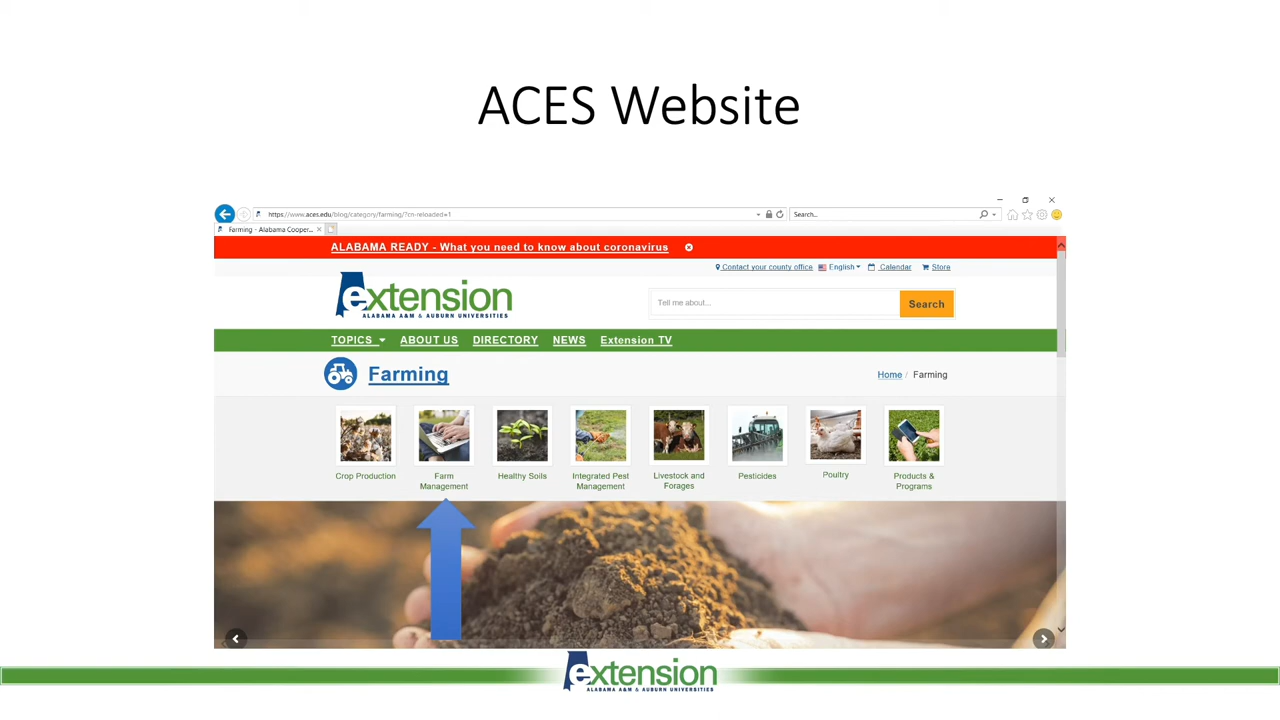 ACES Website
https://www.aces.edu/blog/category/farming/?cn-reloaded=1
Search...
Farming - Alabama Cooper...
ALABAMA READY - What you need to know about coronavirus
Contact your county office English Calendar Store
extension
ALABAMA A&M & AUBURN UNIVERSITIES
Tell me about...
Search
TOPICS ABOUT US DIRECTORY NEWS Extension TV
Farming
Home / Farming
Crop Production
Farm
Management
Healthy Soils
Integrated Pest
Management
Livestock and
Forages
Pesticides
Poultry
Products &
Programs
extension
ALABAMA A&M & AUBURN UNIVERSITIES